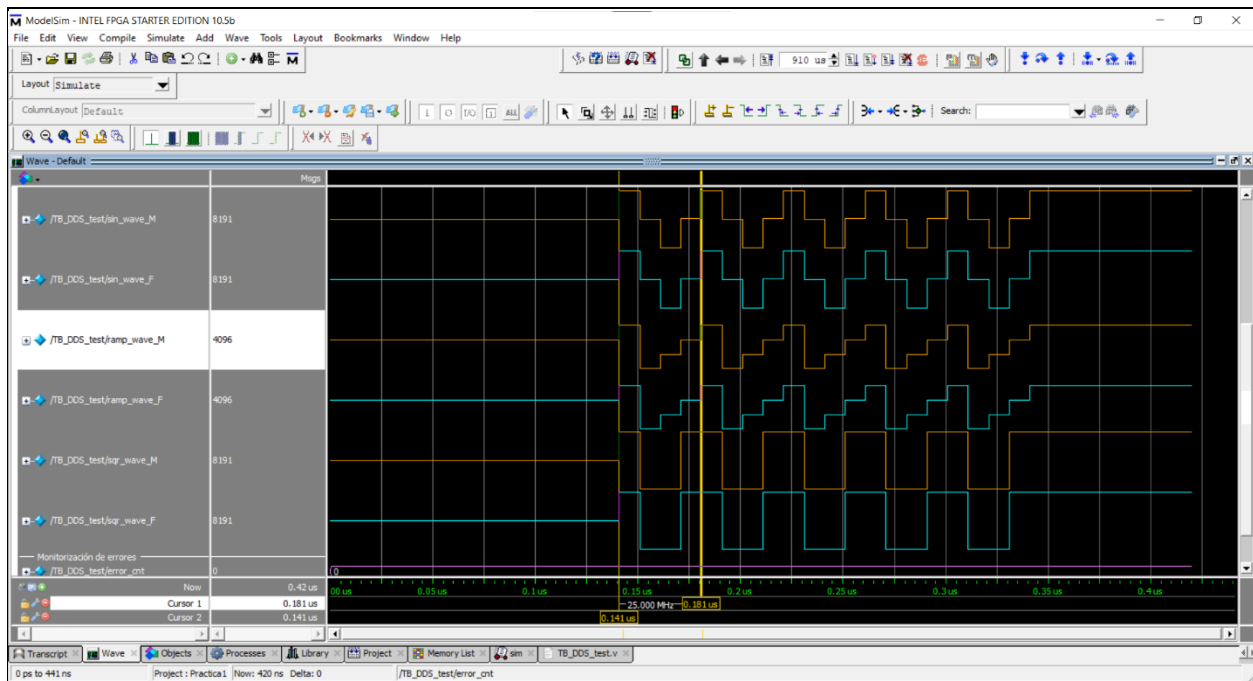 ModelSim - INTEL FPGA STARTER EDITION 10.5b
File Edit View Compile Simulate Add Wave Tools Layout Bookmarks Window Help
910 us
Layout Simulate
ColumnLayout Default
ALL
Search:
Wave - Default
Msgs
/TB_DDS_test/sin_wave_M 8191
/TB_DDS_test/sin_wave_F 8191
/TB_DDS_test/ramp_wave_M 4096
/TB_DDS_test/ramp_wave_F 4096
/TB_DDS_test/sqr_wave_M 8191
/TB_DDS_test/sqr_wave_F 8191
Monitorización de errores
/TB_DDS_test/error_cnt 0 0
Now 0.42 us 00 us 0.05 us 0.1 us 0.15 us 0.2 us 0.25 us 0.3 us 0.35 us 0.4 us
Cursor 1 0.181 us 25.000 MHz 0.181 us
Cursor 2 0.141 us 0.141 us
Transcript Wave Objects Processes Library Project Memory List sim TB_DDS_test.v
0 ps to 441 ns Project : Practica1 Now: 420 ns Delta: 0 /TB_DDS_test/error_cnt